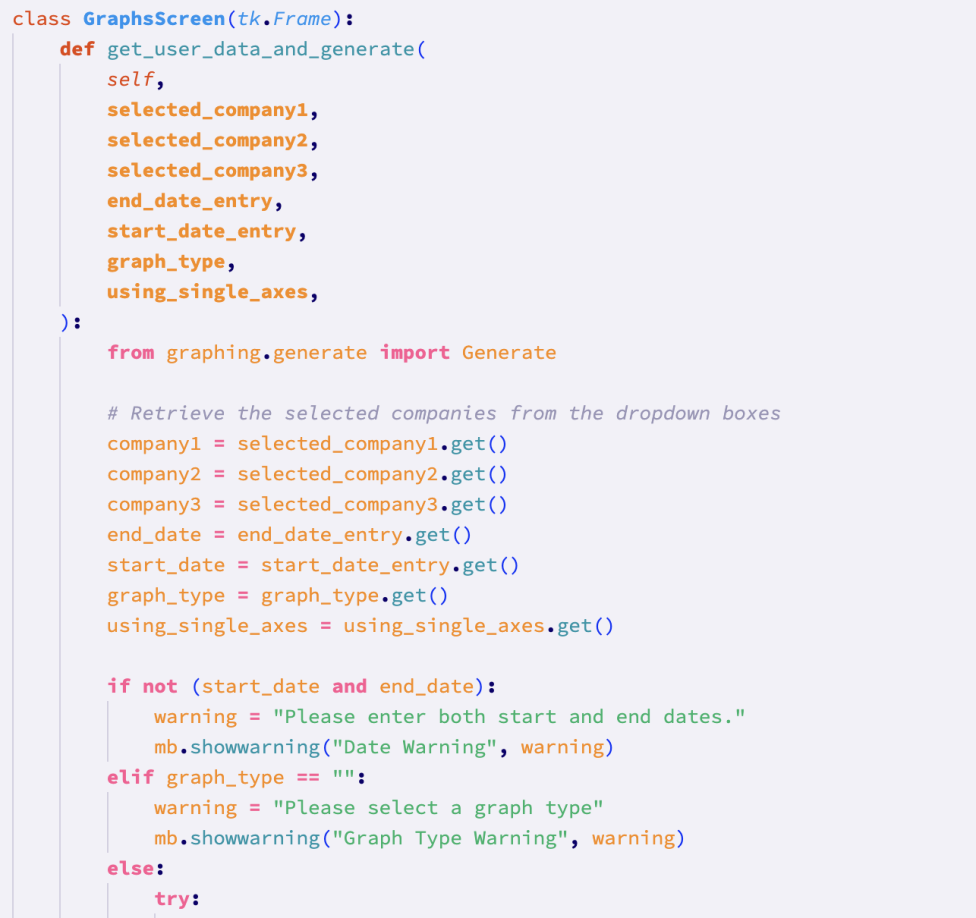 class GraphsScreen(tk.Frame):
    def get_user_data_and_generate(
        self,
        selected_company1,
        selected_company2,
        selected_company3,
        end_date_entry,
        start_date_entry,
        graph_type,
        using_single_axes,
    ):
        from graphing.generate import Generate

        # Retrieve the selected companies from the dropdown boxes
        company1 = selected_company1.get()
        company2 = selected_company2.get()
        company3 = selected_company3.get()
        end_date = end_date_entry.get()
        start_date = start_date_entry.get()
        graph_type = graph_type.get()
        using_single_axes = using_single_axes.get()

        if not (start_date and end_date):
            warning = "Please enter both start and end dates."
            mb.showwarning("Date Warning", warning)
        elif graph_type == "":
            warning = "Please select a graph type"
            mb.showwarning("Graph Type Warning", warning)
        else:
            try: